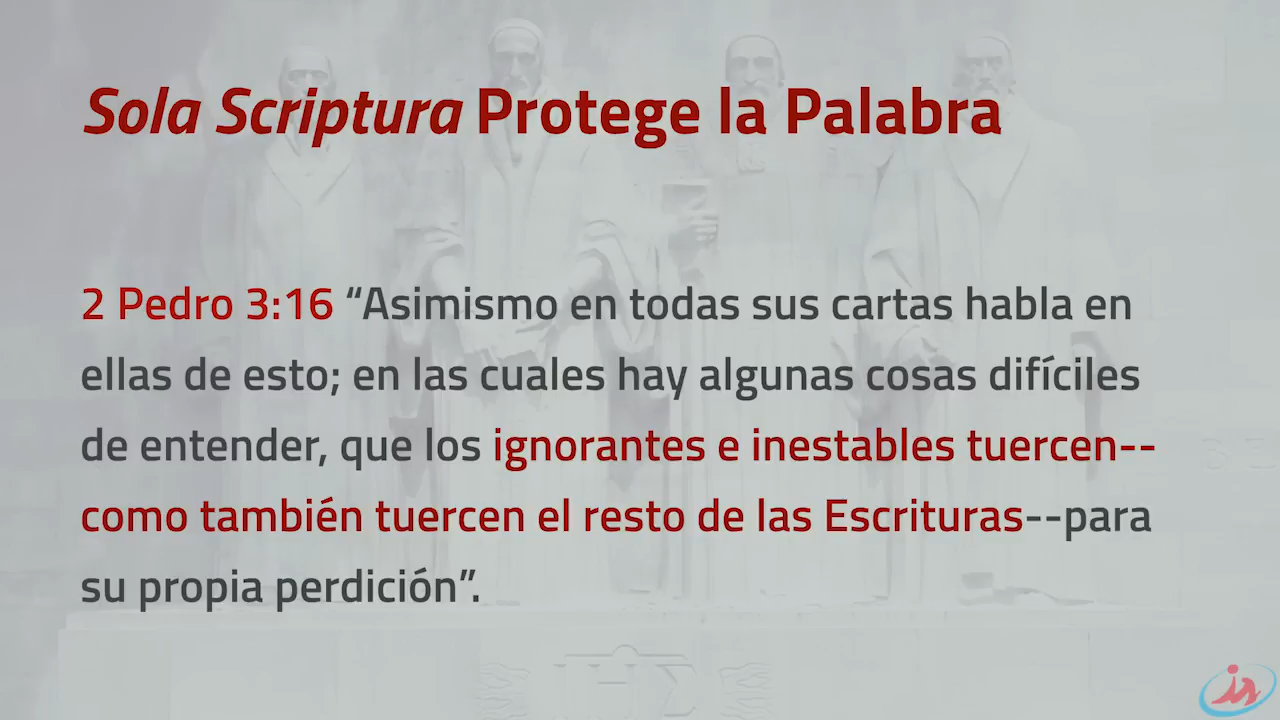 Sola Scriptura Protege la Palabra
2 Pedro 3:16 “Asimismo en todas sus cartas habla en
ellas de esto; en las cuales hay algunas cosas difíciles
de entender, que los ignorantes e inestables tuercen--
como también tuercen el resto de las Escrituras--para
su propia perdición”.